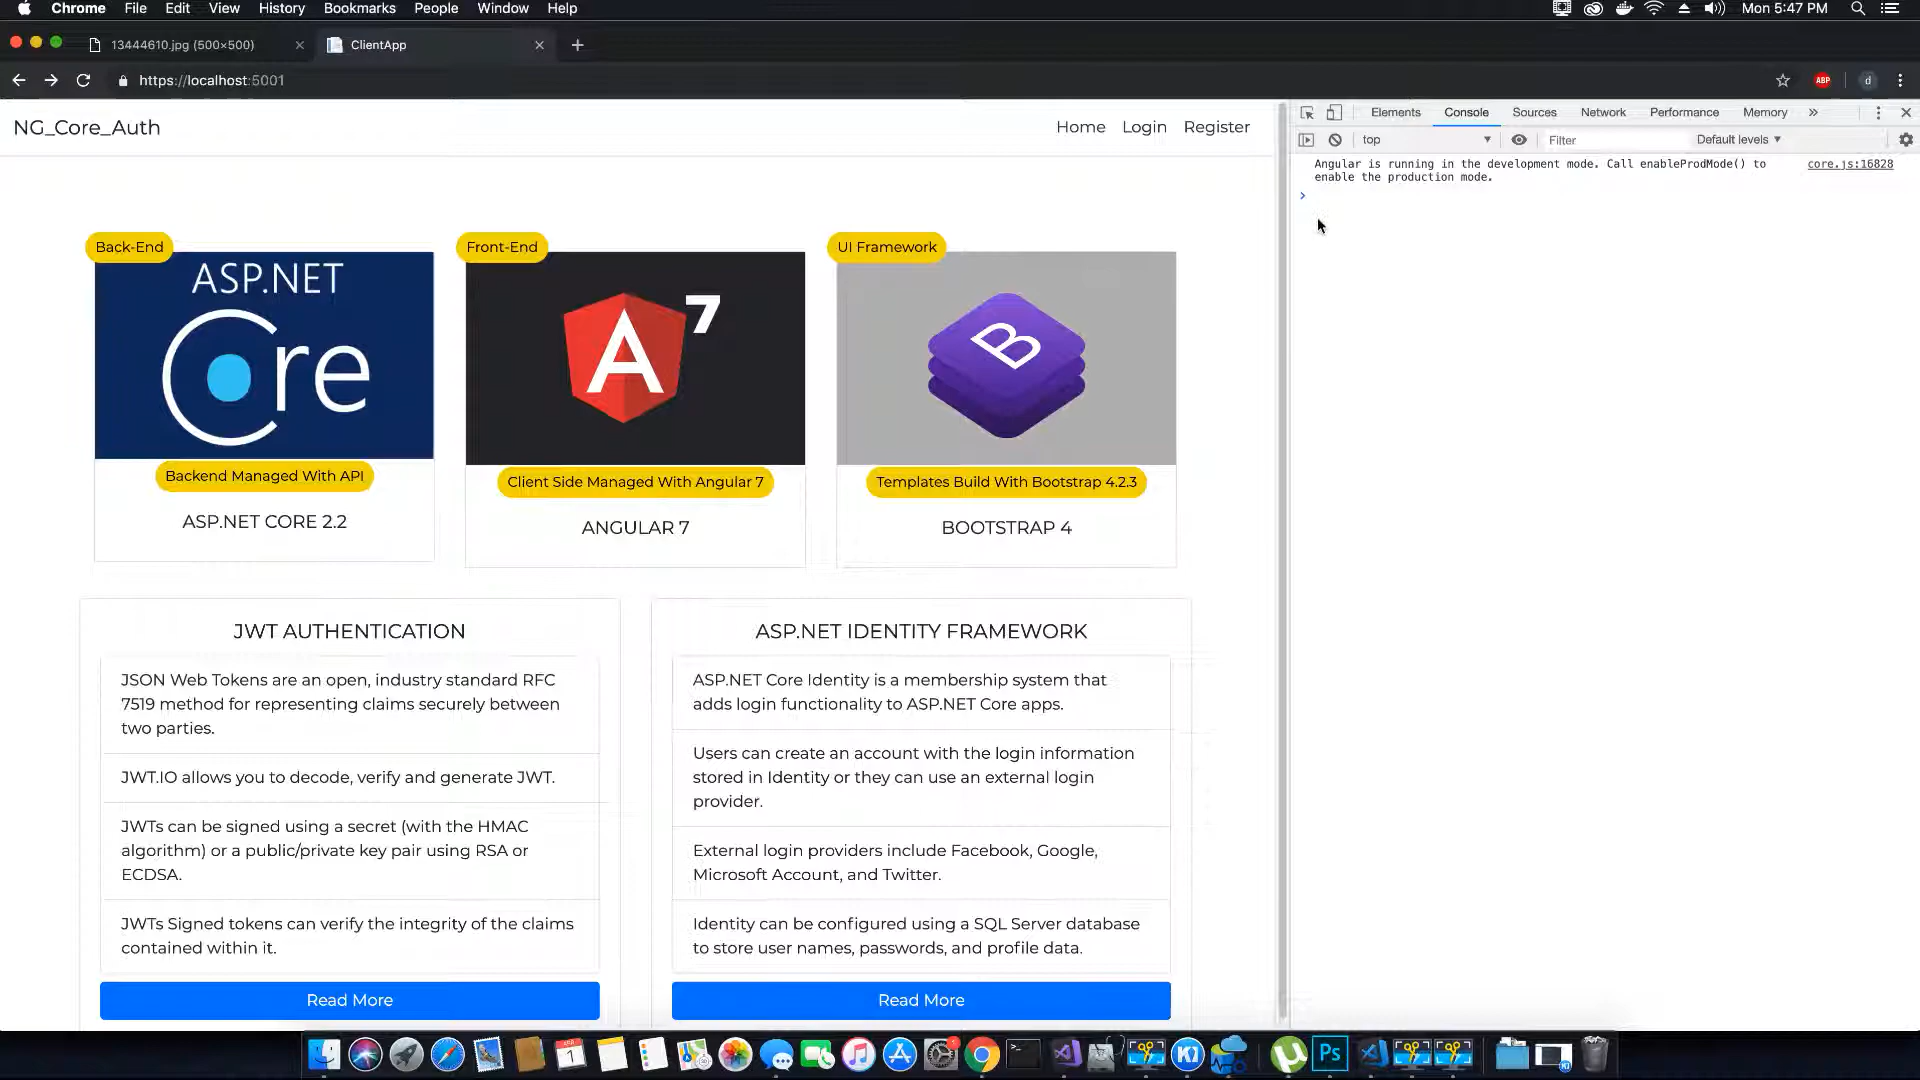 Chrome File Edit View History Bookmarks People Window Help
Mon 5:47 PM
13444610.jpg (500×500)
ClientApp
https://localhost:5001
ABP
d
NG_Core_Auth
Home Login Register
Elements Console Sources Network Performance Memory
top
Filter
Default levels
Angular is running in the development mode. Call enableProdMode() to
enable the production mode.
core.js:16828
Back-End
Front-End
UI Framework
ASP.NET
Core
A 7
B
Backend Managed With API
Client Side Managed With Angular 7
Templates Build With Bootstrap 4.2.3
ASP.NET CORE 2.2
ANGULAR 7
BOOTSTRAP 4
JWT AUTHENTICATION
JSON Web Tokens are an open, industry standard RFC
7519 method for representing claims securely between
two parties.
JWT.IO allows you to decode, verify and generate JWT.
JWTs can be signed using a secret (with the HMAC
algorithm) or a public/private key pair using RSA or
ECDSA.
JWTs Signed tokens can verify the integrity of the claims
contained within it.
Read More
ASP.NET IDENTITY FRAMEWORK
ASP.NET Core Identity is a membership system that
adds login functionality to ASP.NET Core apps.
Users can create an account with the login information
stored in Identity or they can use an external login
provider.
External login providers include Facebook, Google,
Microsoft Account, and Twitter.
Identity can be configured using a SQL Server database
to store user names, passwords, and profile data.
Read More
1
Ps